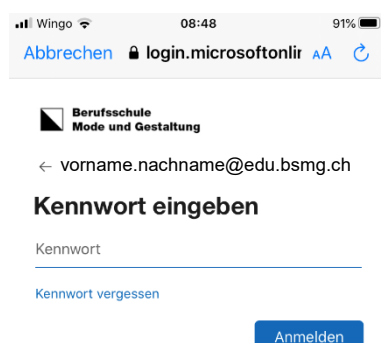 Wingo 08:48 91%
Abbrechen login.microsoftonlir AA
Berufsschule
Mode und Gestaltung
← vorname.nachname@edu.bsmg.ch
Kennwort eingeben
Kennwort
Kennwort vergessen
Anmelden